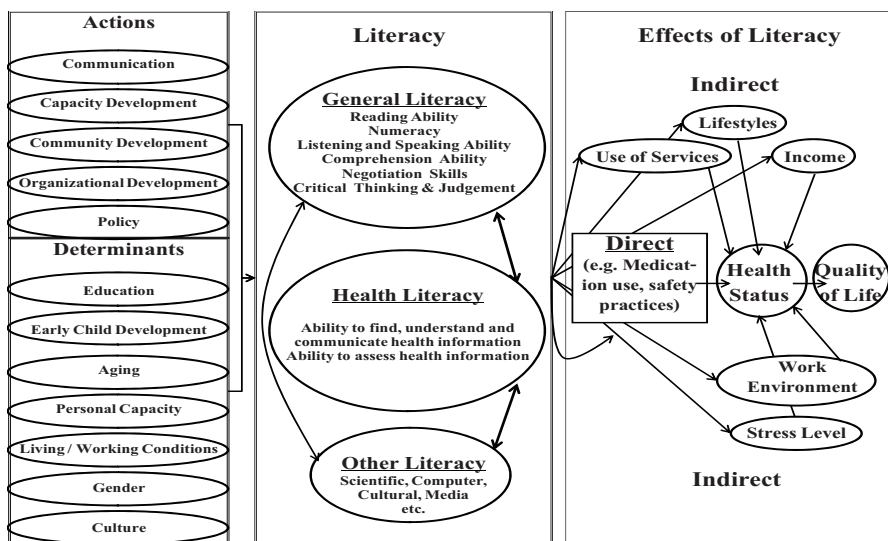 Actions
Communication
Capacity Development
Community Development
Organizational Development
Policy
Determinants
Education
Early Child Development
Aging
Personal Capacity
Living / Working Conditions
Gender
Culture
Literacy
General Literacy
Reading Ability
Numeracy
Listening and Speaking Ability
Comprehension Ability
Negotiation Skills
Critical Thinking & Judgement
Health Literacy
Ability to find, understand and
communicate health information
Ability to assess health information
Other Literacy
Scientific, Computer,
Cultural, Media
etc.
Effects of Literacy
Indirect
Lifestyles
Use of Services
Income
Direct
(e.g. Medicat-
ion use, safety
practices)
Health
Status
Quality
of Life
Work
Environment
Stress Level
Indirect